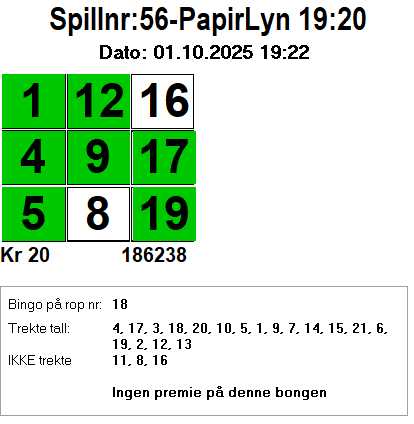 Spillnr:56-PapirLyn 19:20
Dato: 01.10.2025 19:22
1 12 16
4 9 17
5 8 19
Kr 20 186238
Bingo på rop nr: 18
Trekte tall: 4, 17, 3, 18, 20, 10, 5, 1, 9, 7, 14, 15, 21, 6,
19, 2, 12, 13
IKKE trekte 11, 8, 16
Ingen premie på denne bongen